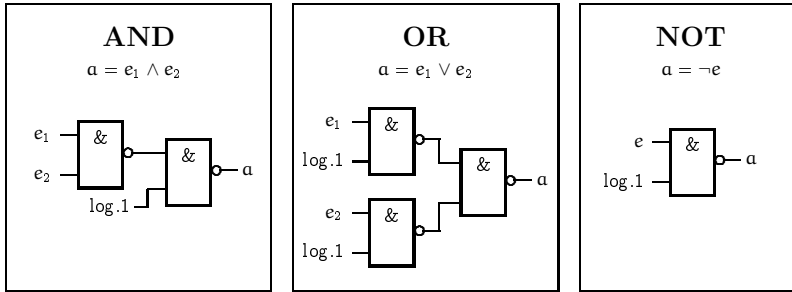 AND
a = e₁ ∧ e₂
e₁
&
&
e₂
a
log.1
OR
a = e₁ ∨ e₂
e₁
&
log.1
&
a
e₂
&
log.1
NOT
a = ¬e
e
&
a
log.1